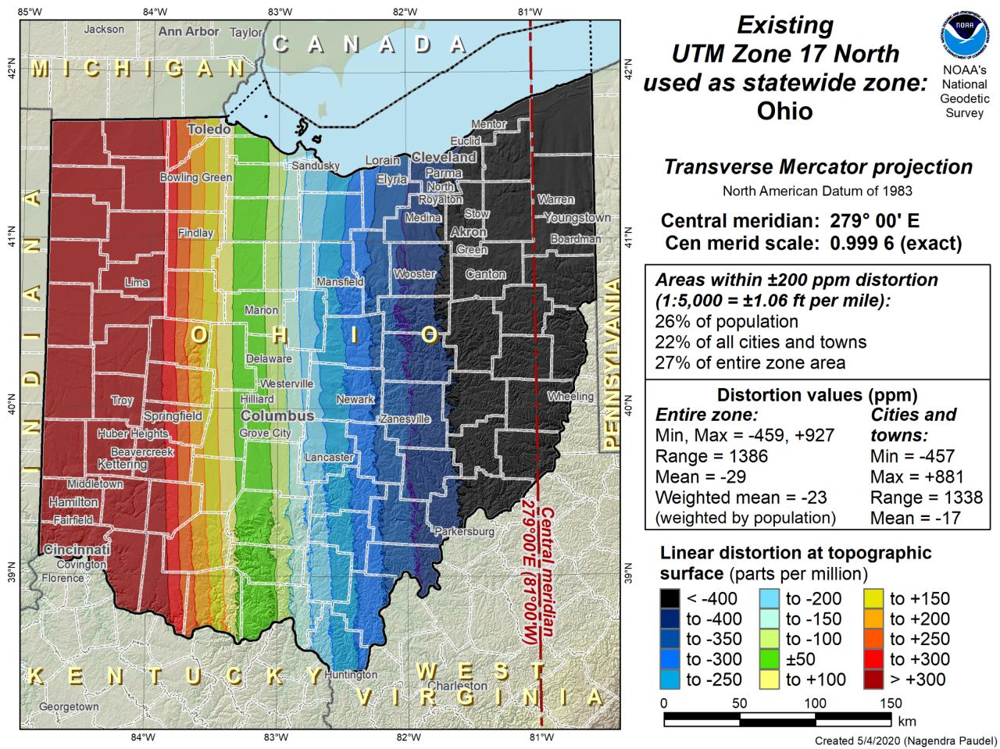 85°W 84°W 83°W 82°W 81°W
Jackson
Ann Arbor
Taylor
CANADA
MICHIGAN
42°N
42°N
Toledo
Mentor
Euclid
Sandusky
Lorain
Cleveland
Bowling Green
Elyria
Parma
North
Royalton
Warren
Medina
Stow
Youngstown
41°N
Findlay
Akron
Boardman
41°N
Green
Lima
Mansfield
Wooster
Canton
Marion
OHIO
INDIANA
PENNSYLVANIA
Delaware
Westerville
Troy
Hilliard
Newark
Wheeling
40°N
40°N
Springfield
Columbus
Zanesville
Huber Heights
Grove City
Beavercreek
Kettering
Lancaster
Middletown
Hamilton
Fairfield
Parkersburg
Cincinnati
Covington
Florence
39°N
39°N
Central meridian
279°00'E (81°00'W)
KENTUCKY
Huntington
WEST
VIRGINIA
Charleston
Georgetown
84°W 83°W 82°W 81°W
Existing
UTM Zone 17 North
used as statewide zone:
Ohio
NOAA
NOAA's
National
Geodetic
Survey
Transverse Mercator projection
North American Datum of 1983
Central meridian: 279° 00' E
Cen merid scale: 0.999 6 (exact)
Areas within ±200 ppm distortion
(1:5,000 = ±1.06 ft per mile):
26% of population
22% of all cities and towns
27% of entire zone area
Distortion values (ppm)
Entire zone:
Min, Max = -459, +927
Range = 1386
Mean = -29
Weighted mean = -23
(weighted by population)
Cities and
towns:
Min = -457
Max = +881
Range = 1338
Mean = -17
Linear distortion at topographic
surface (parts per million)
< -400
to -400
to -350
to -300
to -250
to -200
to -150
to -100
±50
to +100
to +150
to +200
to +250
to +300
> +300
0 50 100 150
km
Created 5/4/2020 (Nagendra Paudel)